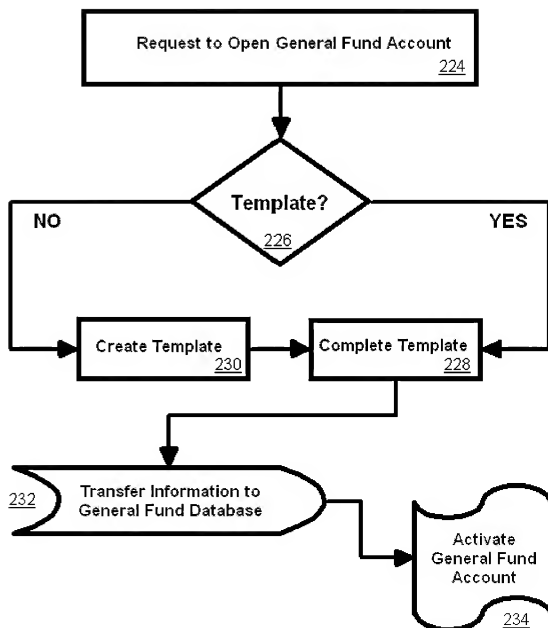 Request to Open General Fund Account
224
Template?
226
NO
YES
Create Template
230
Complete Template
228
232
Transfer Information to
General Fund Database
Activate
General Fund
Account
234